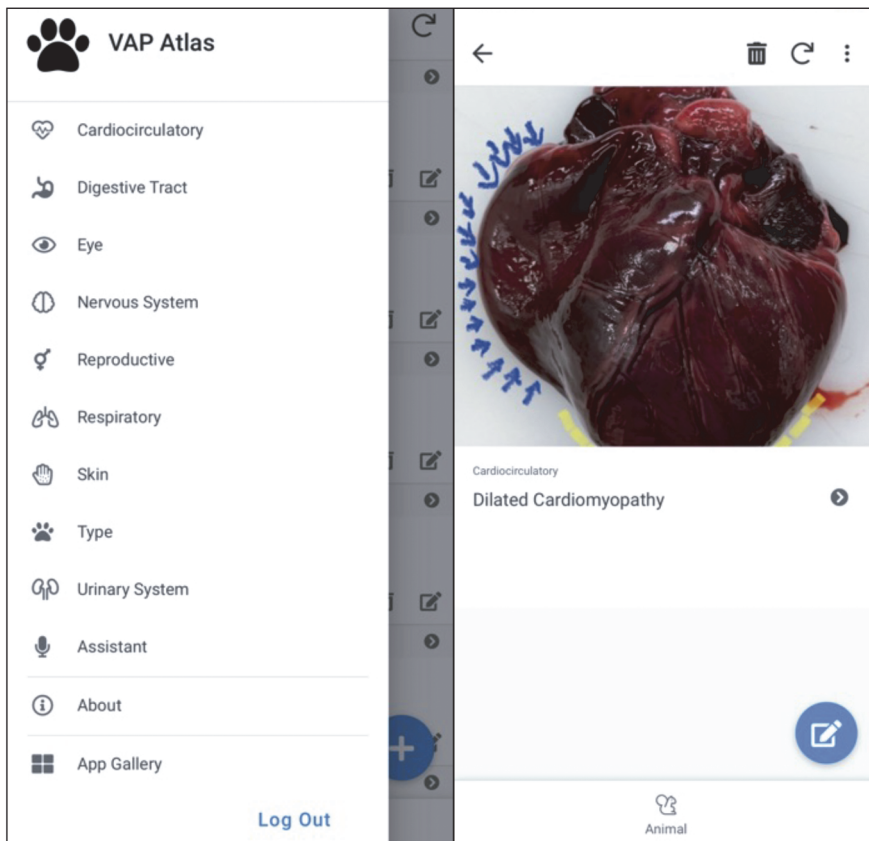 VAP Atlas
Cardiocirculatory
Digestive Tract
Eye
Nervous System
Reproductive
Respiratory
Skin
Type
Urinary System
Assistant
About
App Gallery
Log Out
Cardiocirculatory
Dilated Cardiomyopathy
Animal